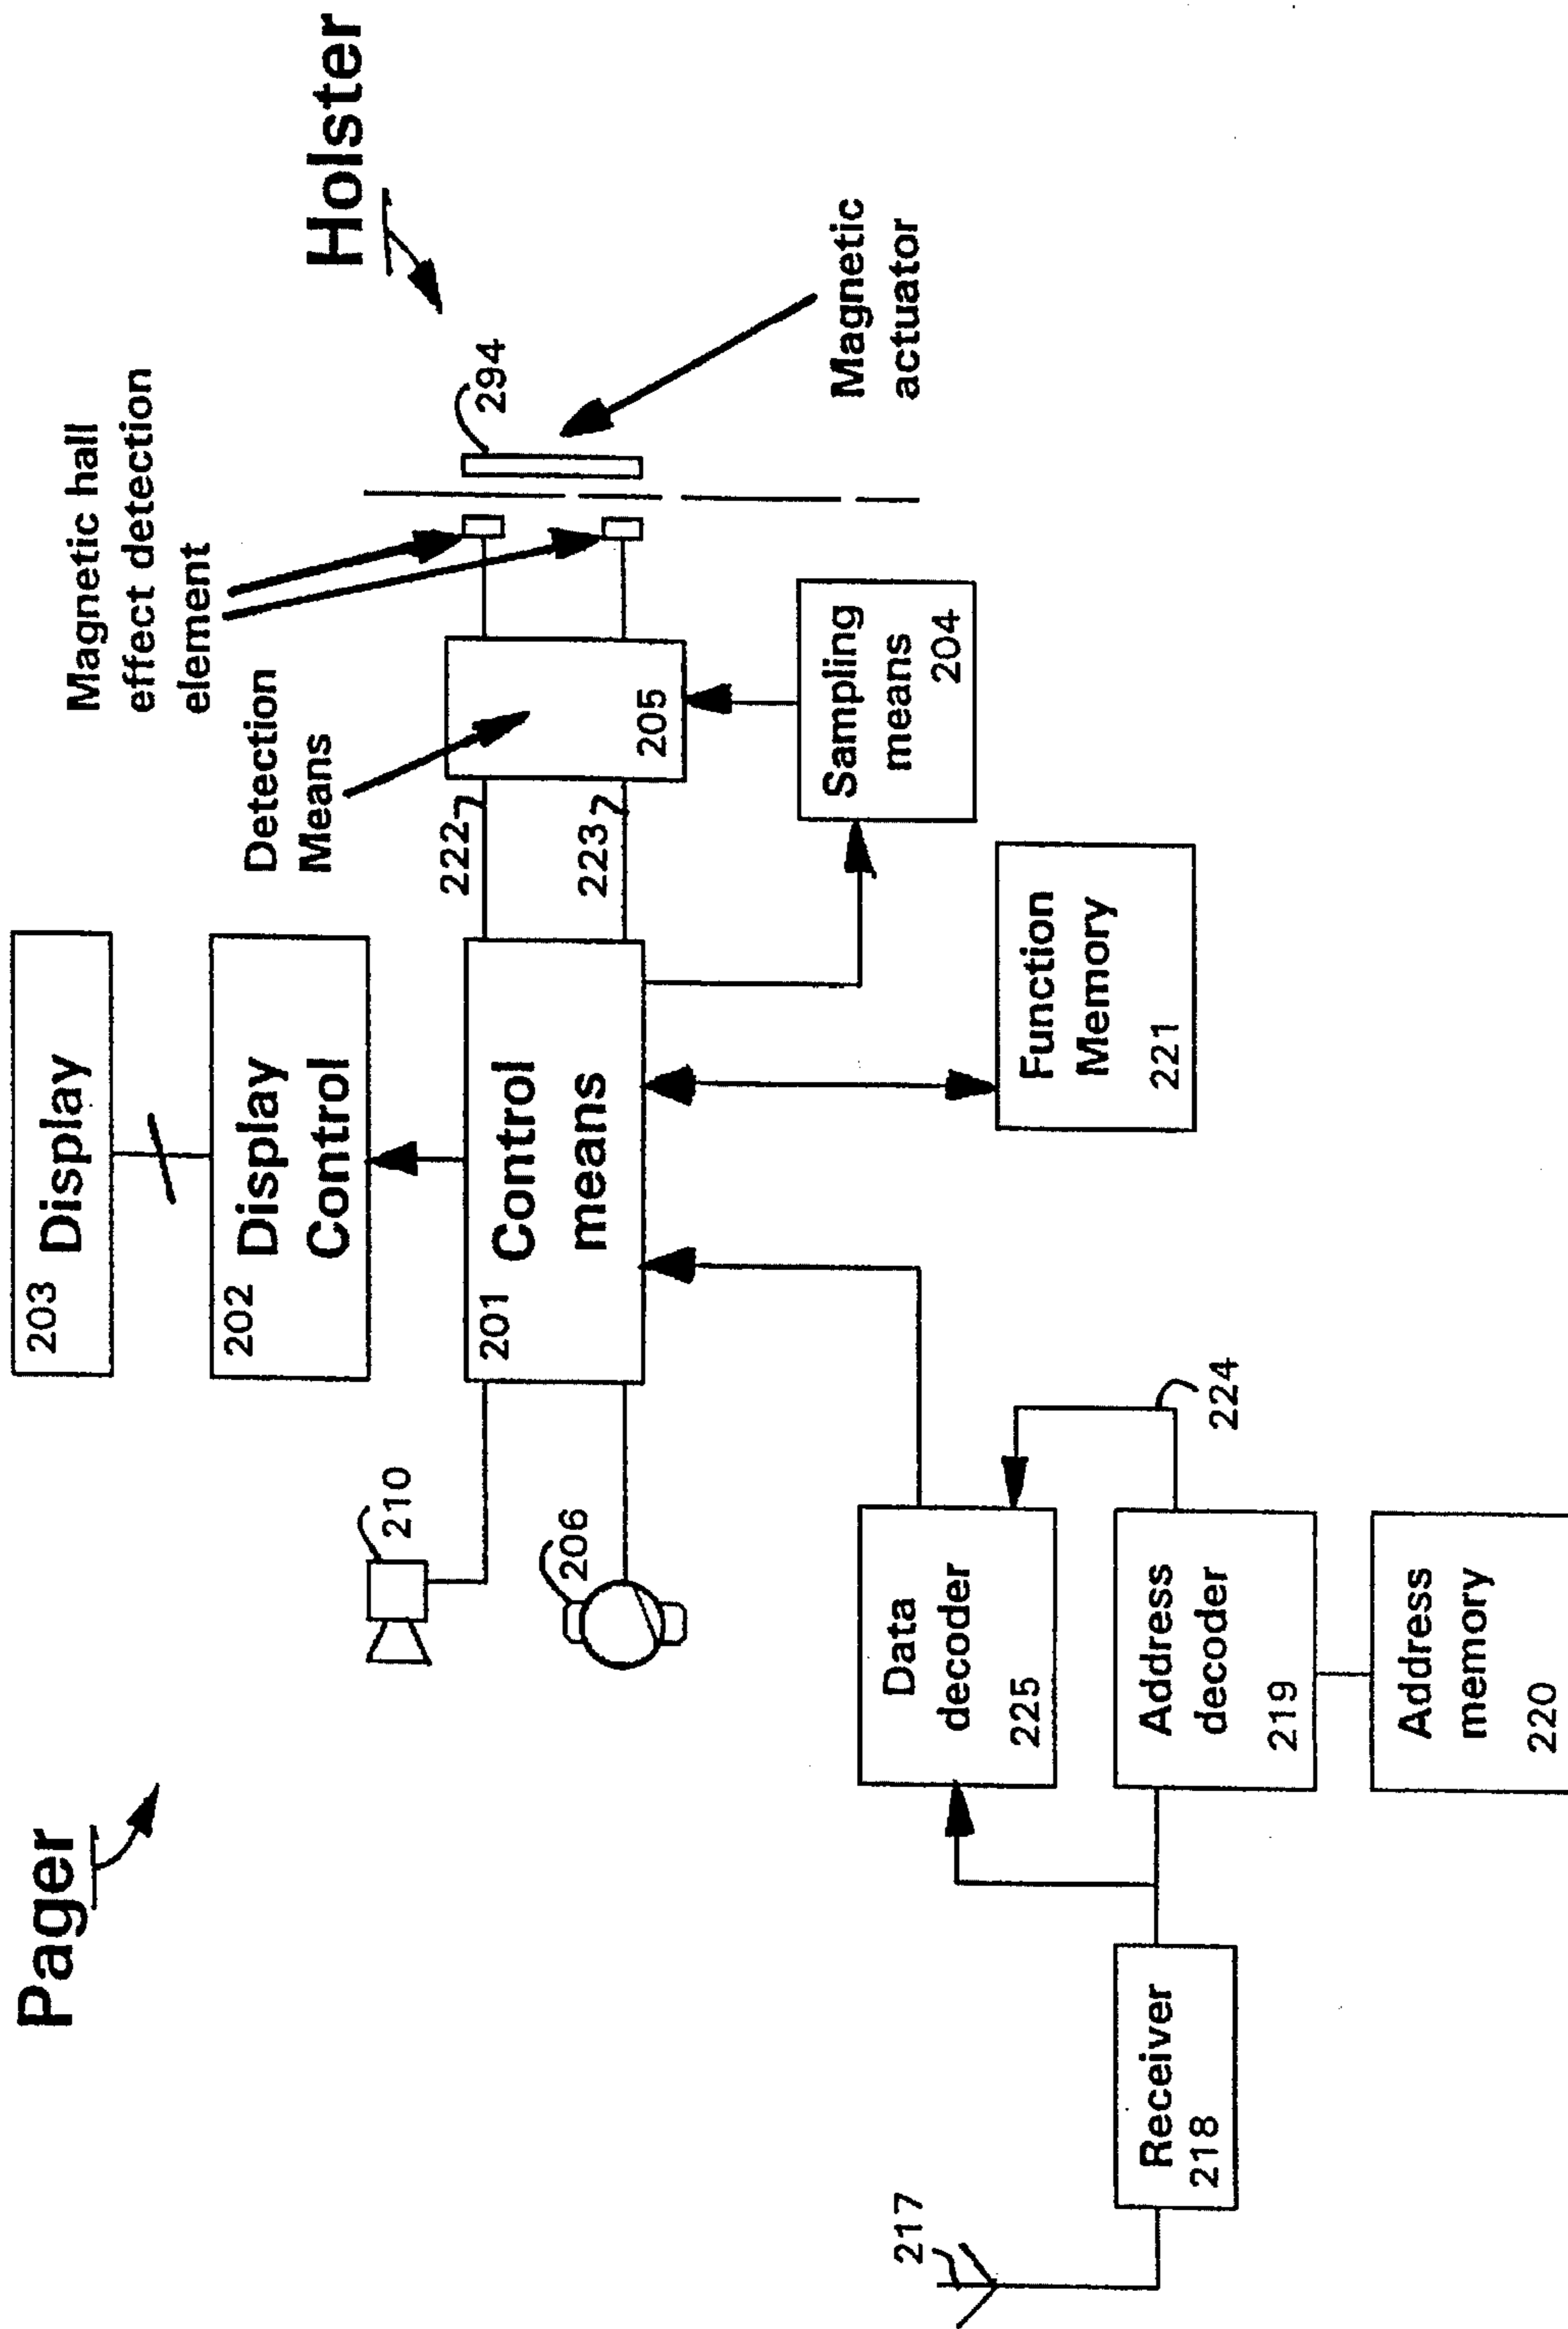 Pager
203 Display
202 Display
Control
201 Control
means
210
206
222
223
Detection
Means
205
Magnetic hall
effect detection
element
294
Holster
Magnetic
actuator
Sampling
means
204
Function
Memory
221
Data
decoder
225
224
Address
decoder
219
Address
memory
220
Receiver
218
217